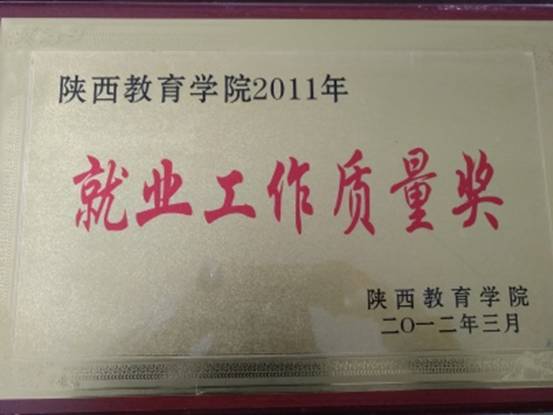 陕西教育学院2011年
就业工作质量奖
陕西教育学院
二〇一二年三月